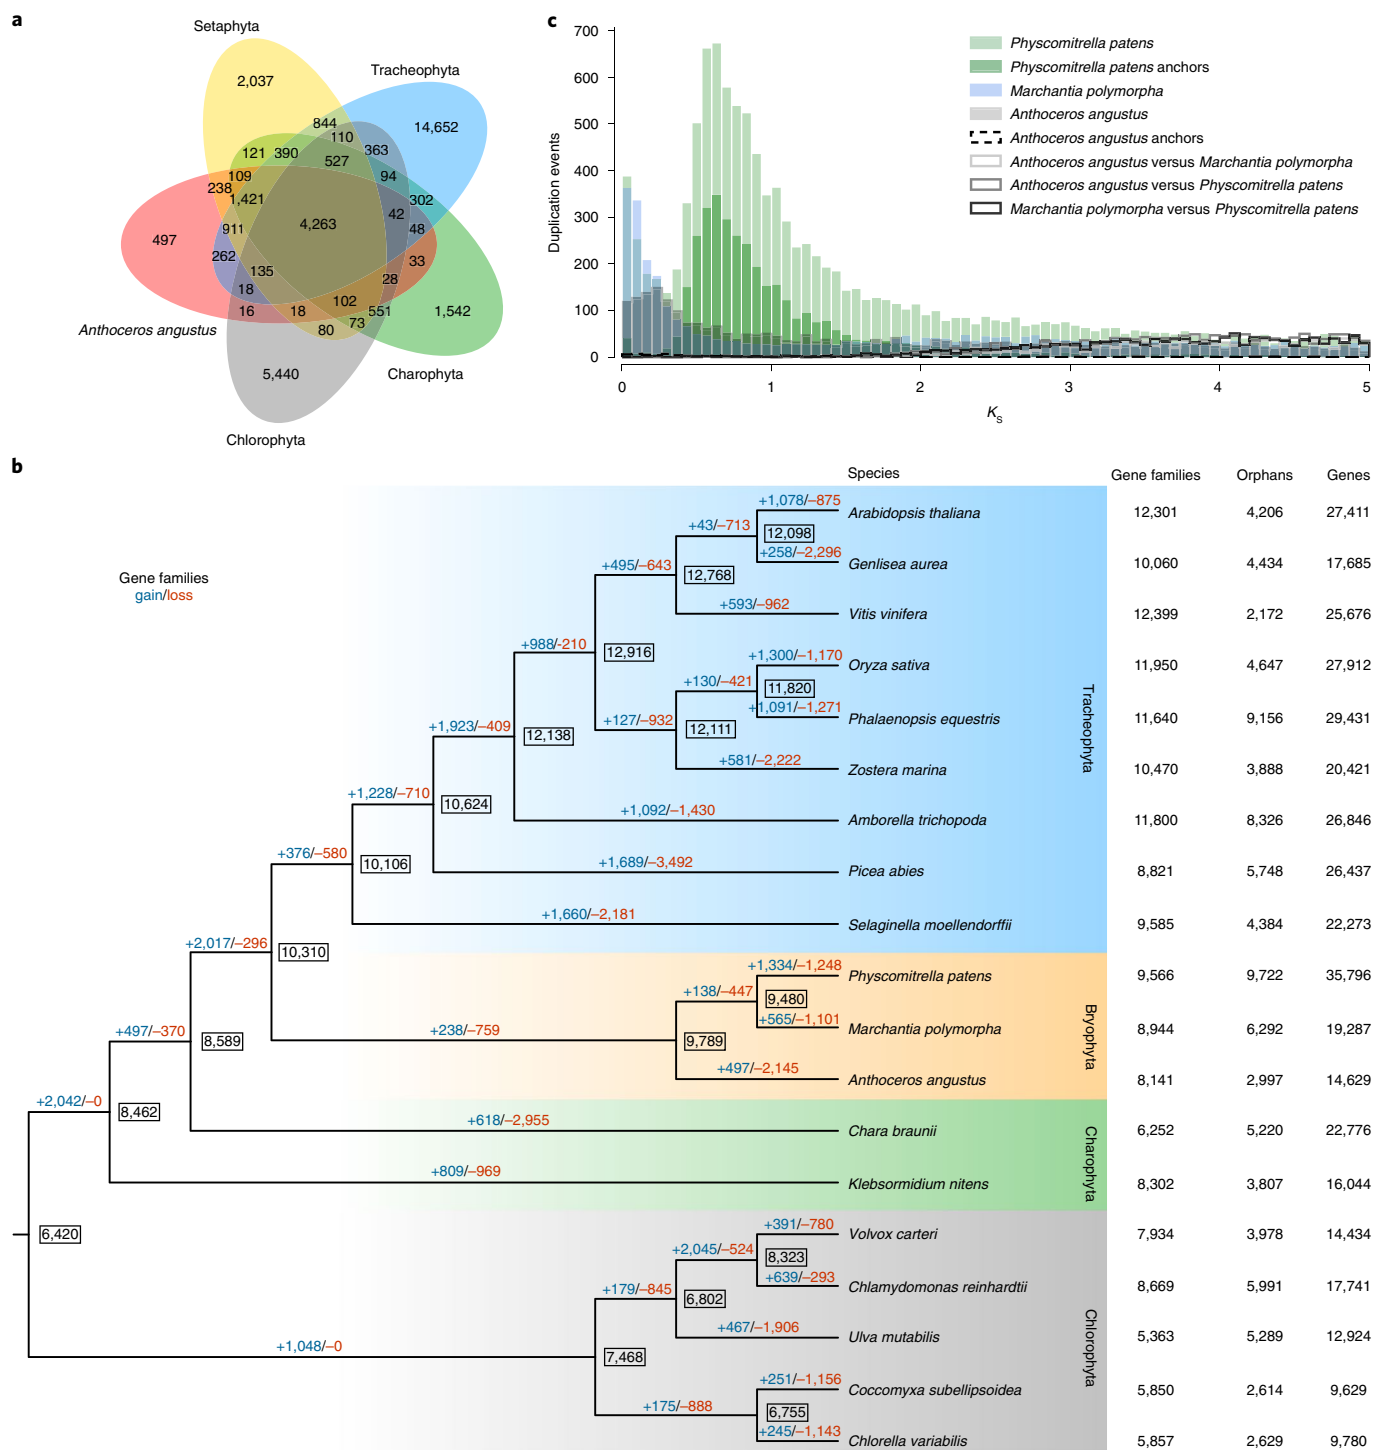 a
Setaphyta
Tracheophyta
2,037
14,652
844
110
363
121
390
527
94
109
238
302
1,421
42
4,263
48
911
497
262
33
135
28
18
102
16
18
551
1,542
73
80
Anthoceros angustus
5,440
Charophyta
Chlorophyta
c
700
600
500
400
300
200
100
0
Duplication events
0
1
2
3
4
5
KS
Physcomitrella patens
Physcomitrella patens anchors
Marchantia polymorpha
Anthoceros angustus
Anthoceros angustus anchors
Anthoceros angustus versus Marchantia polymorpha
Anthoceros angustus versus Physcomitrella patens
Marchantia polymorpha versus Physcomitrella patens
b
Species Gene families Orphans Genes
Gene families
gain/loss
+1,078/–875
Arabidopsis thaliana 12,301 4,206 27,411
+43/–713
12,098
+258/–2,296
Genlisea aurea 10,060 4,434 17,685
+495/–643
12,768
+593/–962
Vitis vinifera 12,399 2,172 25,676
+988/-210
12,916
+1,300/–1,170
Oryza sativa 11,950 4,647 27,912
+130/–421
11,820
+1,091/–1,271
Phalaenopsis equestris 11,640 9,156 29,431
+127/–932
12,111
+1,923/–409
12,138
+581/–2,222
Zostera marina 10,470 3,888 20,421
+1,228/–710
10,624
+1,092/–1,430
Amborella trichopoda 11,800 8,326 26,846
+376/–580
10,106
+1,689/–3,492
Picea abies 8,821 5,748 26,437
+1,660/–2,181
Selaginella moellendorffii 9,585 4,384 22,273
Tracheophyta
+2,017/–296
10,310
+1,334/–1,248
Physcomitrella patens 9,566 9,722 35,796
+138/–447
9,480
+565/–1,101
Marchantia polymorpha 8,944 6,292 19,287
+238/–759
9,789
+497/–2,145
Anthoceros angustus 8,141 2,997 14,629
Bryophyta
+497/–370
8,589
+2,042/–0
8,462
+618/–2,955
Chara braunii 6,252 5,220 22,776
+809/–969
Klebsormidium nitens 8,302 3,807 16,044
Charophyta
6,420
+391/–780
Volvox carteri 7,934 3,978 14,434
+2,045/–524
8,323
+639/–293
Chlamydomonas reinhardtii 8,669 5,991 17,741
+179/–845
6,802
+467/–1,906
Ulva mutabilis 5,363 5,289 12,924
+1,048/–0
7,468
+251/–1,156
Coccomyxa subellipsoidea 5,850 2,614 9,629
+175/–888
6,755
+245/–1,143
Chlorella variabilis 5,857 2,629 9,780
Chlorophyta